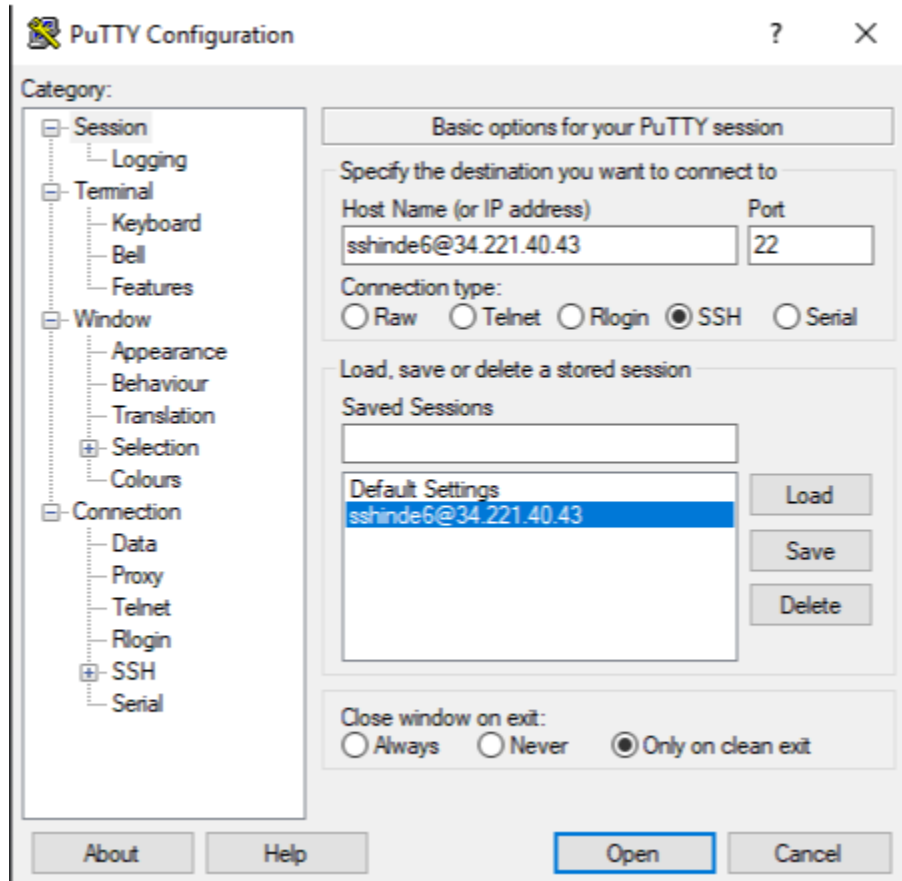 PuTTY Configuration
?
Category:
Session
Logging
Terminal
Keyboard
Bell
Features
Window
Appearance
Behaviour
Translation
Selection
Colours
Connection
Data
Proxy
Telnet
Rlogin
SSH
Serial
Basic options for your PuTTY session
Specify the destination you want to connect to
Host Name (or IP address) Port
sshinde6@34.221.40.43 22
Connection type:
Raw Telnet Rlogin SSH Serial
Load, save or delete a stored session
Saved Sessions
Default Settings
sshinde6@34.221.40.43
Load
Save
Delete
Close window on exit:
Always Never Only on clean exit
About Help Open Cancel